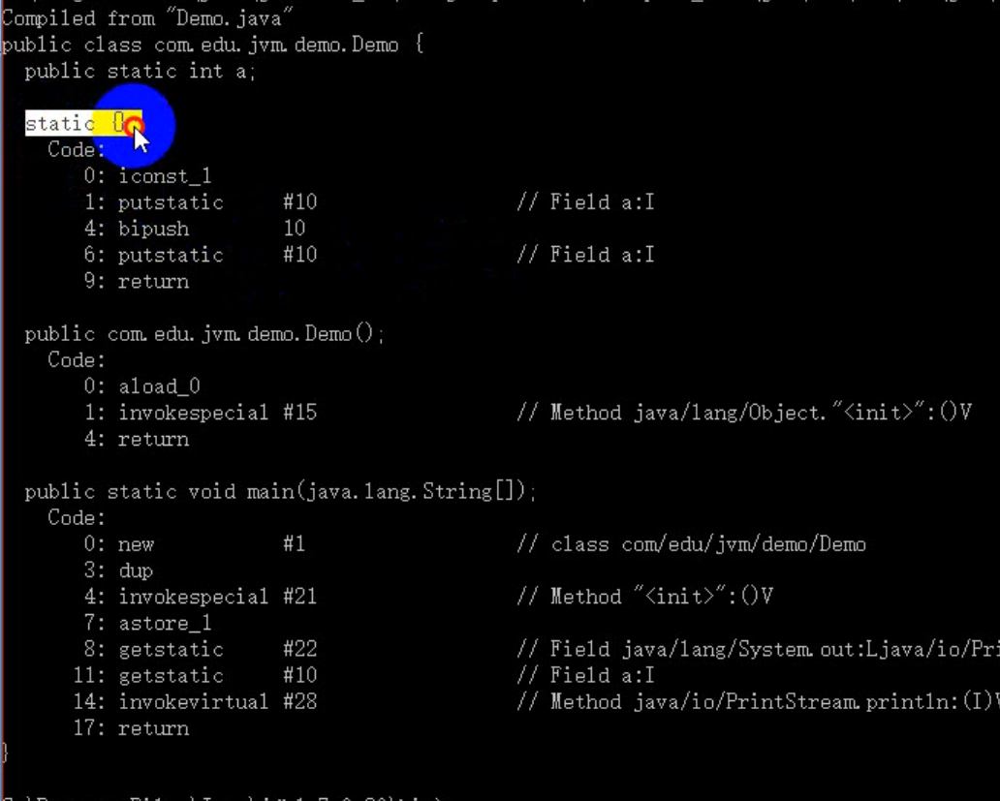 Compiled from "Demo.java"
public class com.edu.jvm.demo.Demo {
public static int a;
static {}
Code:
0: iconst_1
1: putstatic #10 // Field a:I
4: bipush 10
6: putstatic #10 // Field a:I
9: return
public com.edu.jvm.demo.Demo();
Code:
0: aload_0
1: invokespecial #15 // Method java/lang/Object."<init>":()V
4: return
public static void main(java.lang.String[]);
Code:
0: new #1 // class com/edu/jvm/demo/Demo
3: dup
4: invokespecial #21 // Method "<init>":()V
7: astore_1
8: getstatic #22 // Field java/lang/System.out:Ljava/io/Pri
11: getstatic #10 // Field a:I
14: invokevirtual #28 // Method java/io/PrintStream.println:(I)V
17: return
}